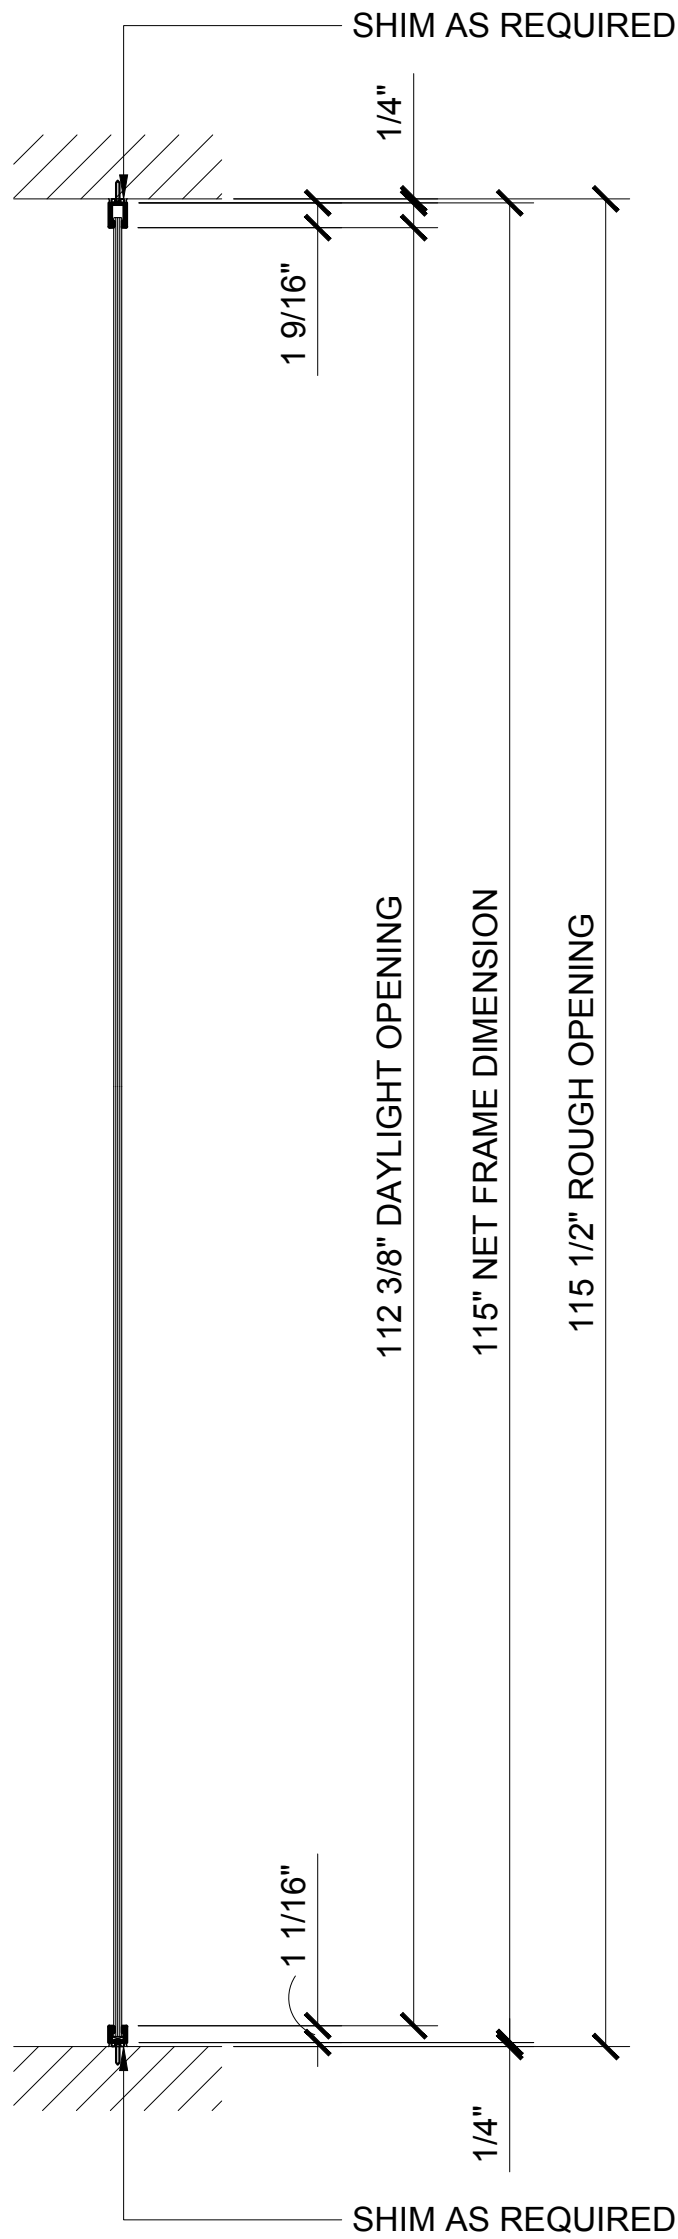 SHIM AS REQUIRED
1/4"
1 9/16"
112 3/8" DAYLIGHT OPENING
115" NET FRAME DIMENSION
115 1/2" ROUGH OPENING
1 1/16"
1/4"
SHIM AS REQUIRED